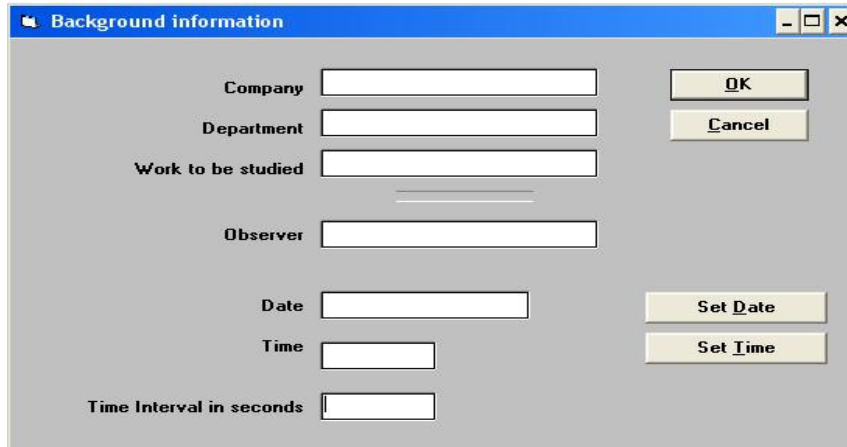 Background information
Company
OK
Department
Cancel
Work to be studied
Observer
Date
Set Date
Time
Set Time
Time Interval in seconds